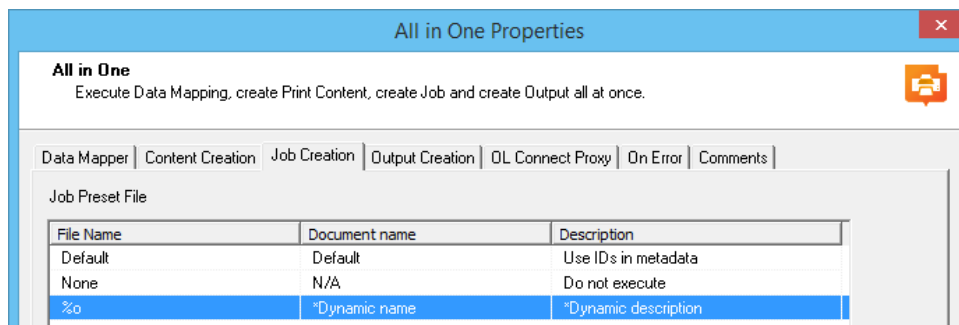 All in One Properties
×
All in One
Execute Data Mapping, create Print Content, create Job and create Output all at once.
Data Mapper Content Creation Job Creation Output Creation OL Connect Proxy On Error Comments
Job Preset File
File Name Document name Description
Default Default Use IDs in metadata
None N/A Do not execute
%o *Dynamic name *Dynamic description